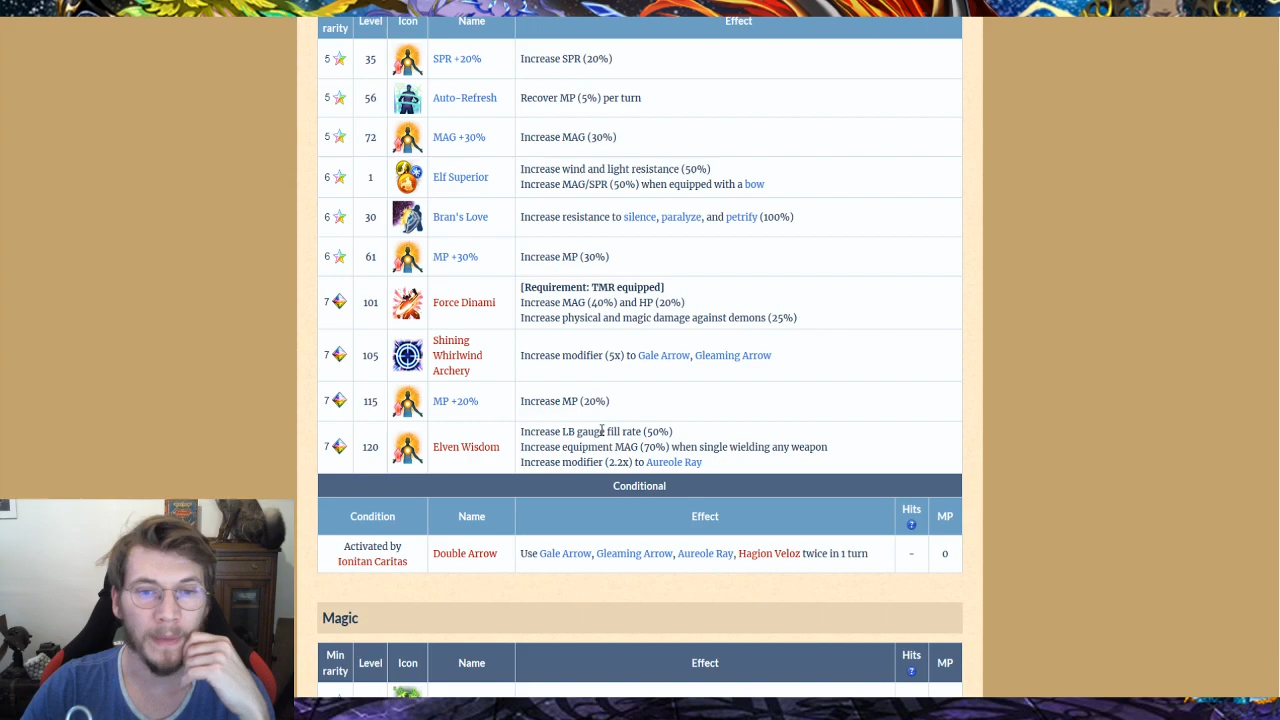 rarity Level Icon Name Effect
5 35 SPR +20% Increase SPR (20%)
5 56 Auto-Refresh Recover MP (5%) per turn
5 72 MAG +30% Increase MAG (30%)
6 1 Elf Superior Increase wind and light resistance (50%)
Increase MAG/SPR (50%) when equipped with a bow
6 30 Bran's Love Increase resistance to silence, paralyze, and petrify (100%)
6 61 MP +30% Increase MP (30%)
7 101 Force Dinami [Requirement: TMR equipped]
Increase MAG (40%) and HP (20%)
Increase physical and magic damage against demons (25%)
7 105 Shining
Whirlwind
Archery
Increase modifier (5x) to Gale Arrow, Gleaming Arrow
7 115 MP +20% Increase MP (20%)
7 120 Elven Wisdom Increase LB gauge fill rate (50%)
Increase equipment MAG (70%) when single wielding any weapon
Increase modifier (2.2x) to Aureole Ray
Conditional
Condition Name Effect Hits ? MP
Activated by
Ionitan Caritas
Double Arrow Use Gale Arrow, Gleaming Arrow, Aureole Ray, Hagion Veloz twice in 1 turn - 0
Magic
Min
rarity
Level Icon Name Effect Hits ? MP